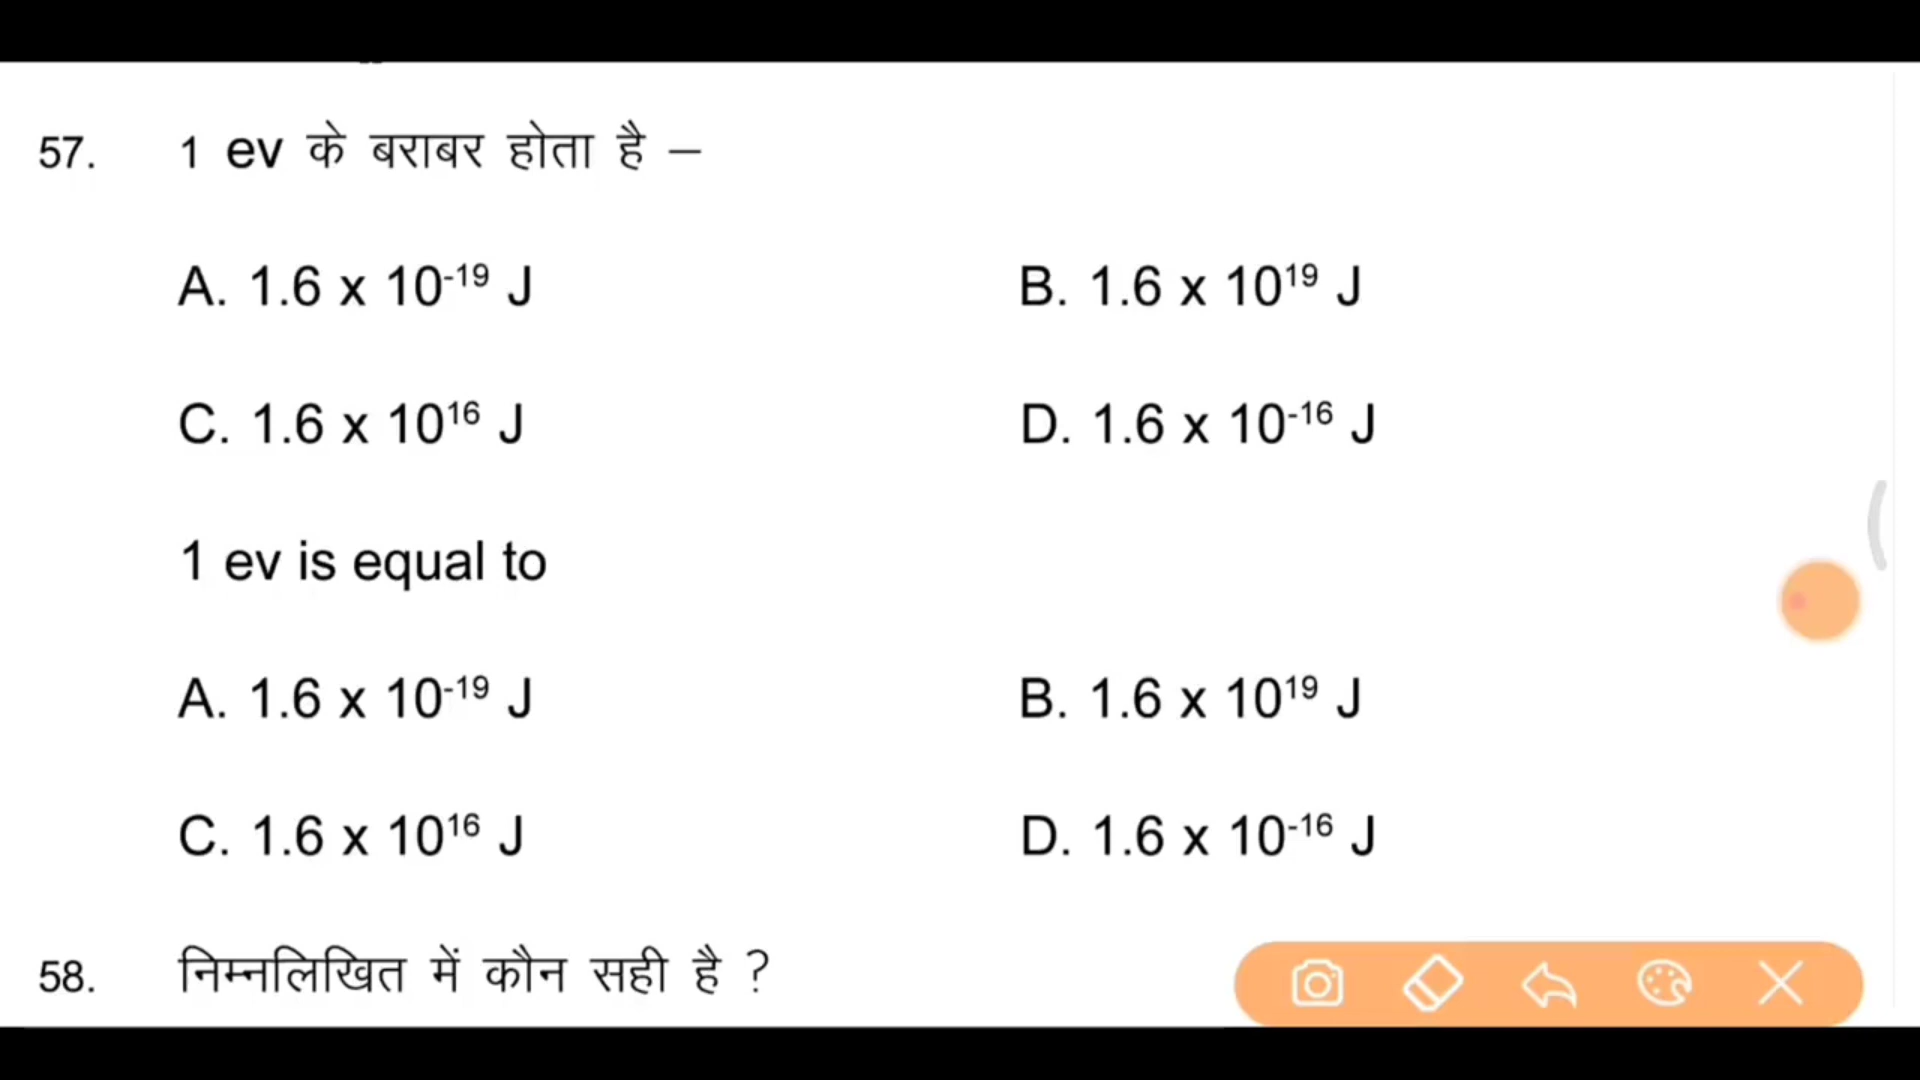 57. 1 ev के बराबर होता है –
A. 1.6 x 10⁻¹⁹ J B. 1.6 x 10¹⁹ J
C. 1.6 x 10¹⁶ J D. 1.6 x 10⁻¹⁶ J
1 ev is equal to
A. 1.6 x 10⁻¹⁹ J B. 1.6 x 10¹⁹ J
C. 1.6 x 10¹⁶ J D. 1.6 x 10⁻¹⁶ J
58. निम्नलिखित में कौन सही है ?